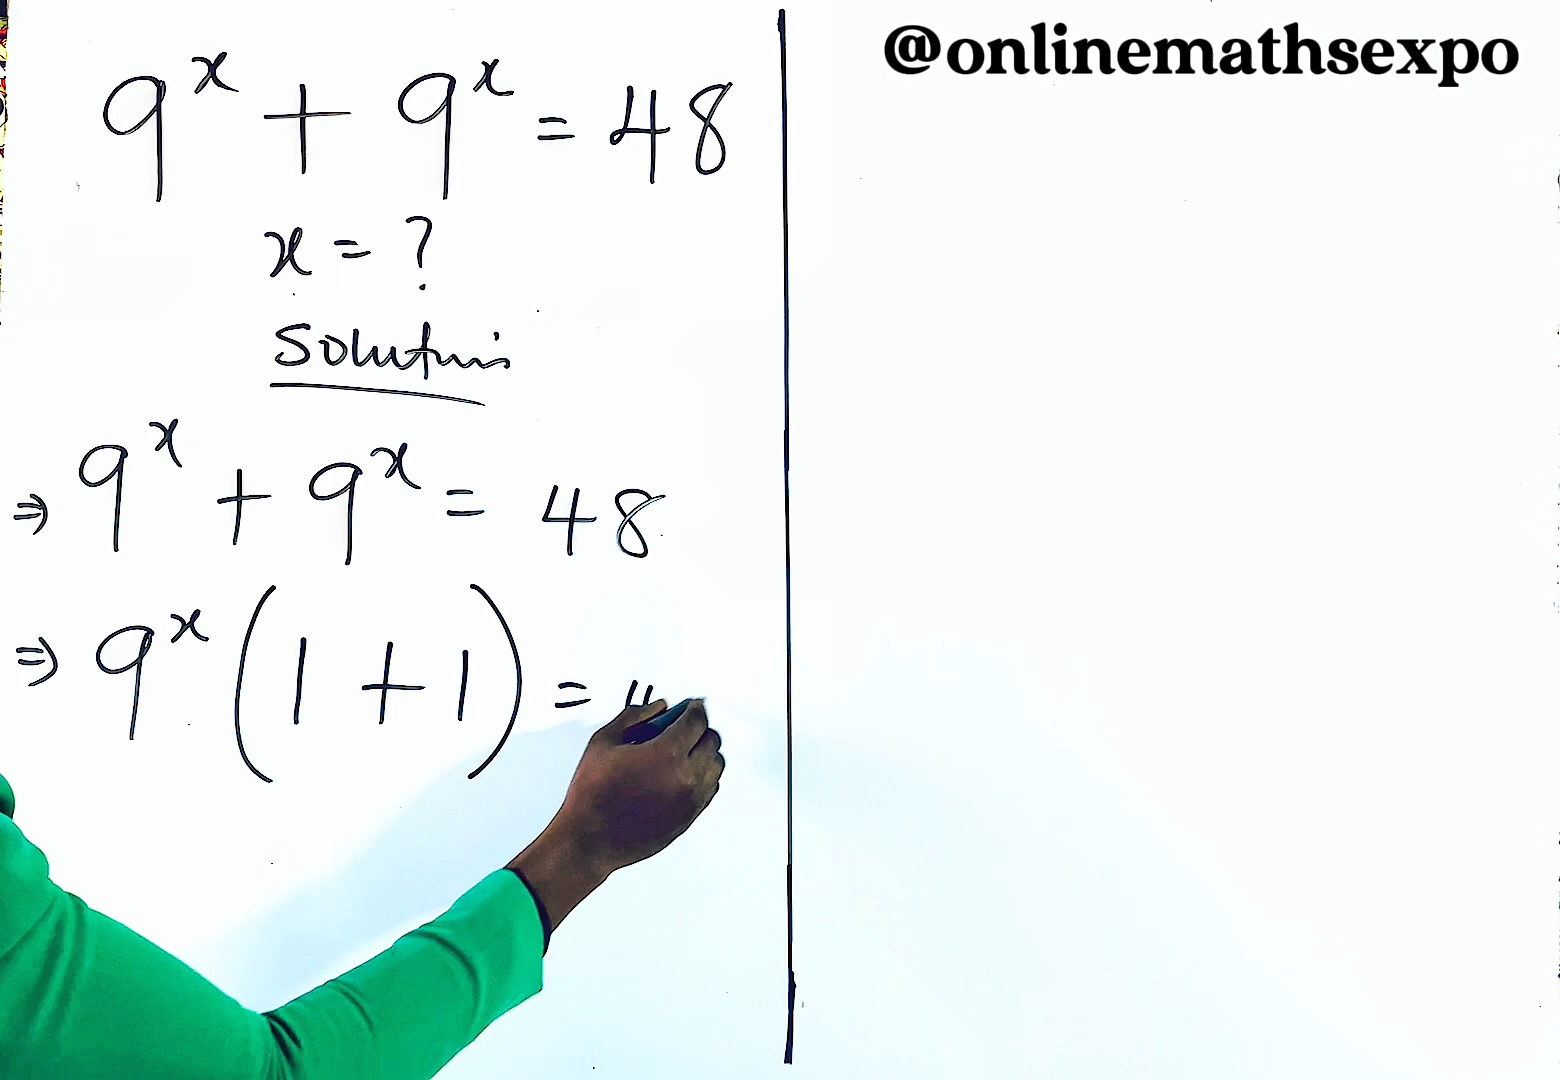 @onlinemathsexpo
9^x + 9^x = 48
x = ?
Solution
⇒ 9^x + 9^x = 48
⇒ 9^x (1 + 1) =